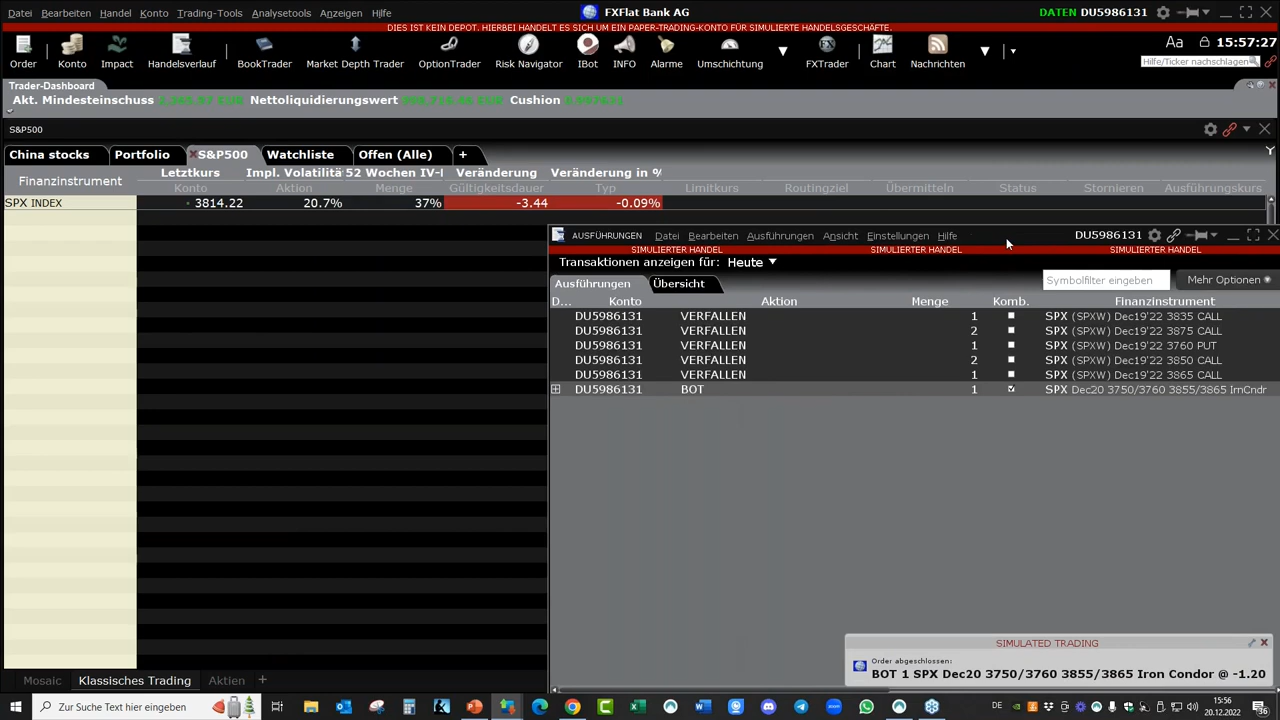 Datei Bearbeiten Handel Konto Trading-Tools Analysetools Anzeigen Hilfe FXFlat Bank AG DATEN DU5986131
DIES IST KEIN DEPOT. HIERBEI HANDELT ES SICH UM EIN PAPER-TRADING-KONTO FÜR SIMULIERTE HANDELSGESCHÄFTE.
Aa 15:57:27
Order Konto Impact Handelsverlauf BookTrader Market Depth Trader OptionTrader Risk Navigator IBot INFO Alarme Umschichtung FXTrader Chart Nachrichten Hilfe/Ticker nachschlagen
Trader-Dashboard
Akt. Mindesteinschuss Nettoliquidierungswert Cushion
S&P500
China stocks Portfolio S&P500 Watchliste Offen (Alle) +
Finanzinstrument Letztkurs Impl. Volatilitä 52 Wochen IV-I Veränderung Veränderung in %
Konto Aktion Menge Gültigkeitsdauer Typ Limitkurs Routingziel Übermitteln Status Stornieren Ausführungskurs
SPX INDEX 3814.22 20.7% 37% -3.44 -0.09%
AUSFÜHRUNGEN Datei Bearbeiten Ausführungen Ansicht Einstellungen Hilfe DU5986131
SIMULIERTER HANDEL SIMULIERTER HANDEL SIMULIERTER HANDEL
Transaktionen anzeigen für: Heute
Ausführungen Übersicht Symbolfilter eingeben Mehr Optionen
D... Konto Aktion Menge Komb. Finanzinstrument
DU5986131 VERFALLEN 1 SPX (SPXW) Dec19'22 3835 CALL
DU5986131 VERFALLEN 2 SPX (SPXW) Dec19'22 3875 CALL
DU5986131 VERFALLEN 1 SPX (SPXW) Dec19'22 3760 PUT
DU5986131 VERFALLEN 2 SPX (SPXW) Dec19'22 3850 CALL
DU5986131 VERFALLEN 1 SPX (SPXW) Dec19'22 3865 CALL
DU5986131 BOT 1 SPX Dec20 3750/3760 3855/3865 IrnCndr
SIMULATED TRADING
Order abgeschlossen:
BOT 1 SPX Dec20 3750/3760 3855/3865 Iron Condor @ -1.20
Mosaic Klassisches Trading Aktien +
Zur Suche Text hier eingeben DE 15:56
20.12.2022